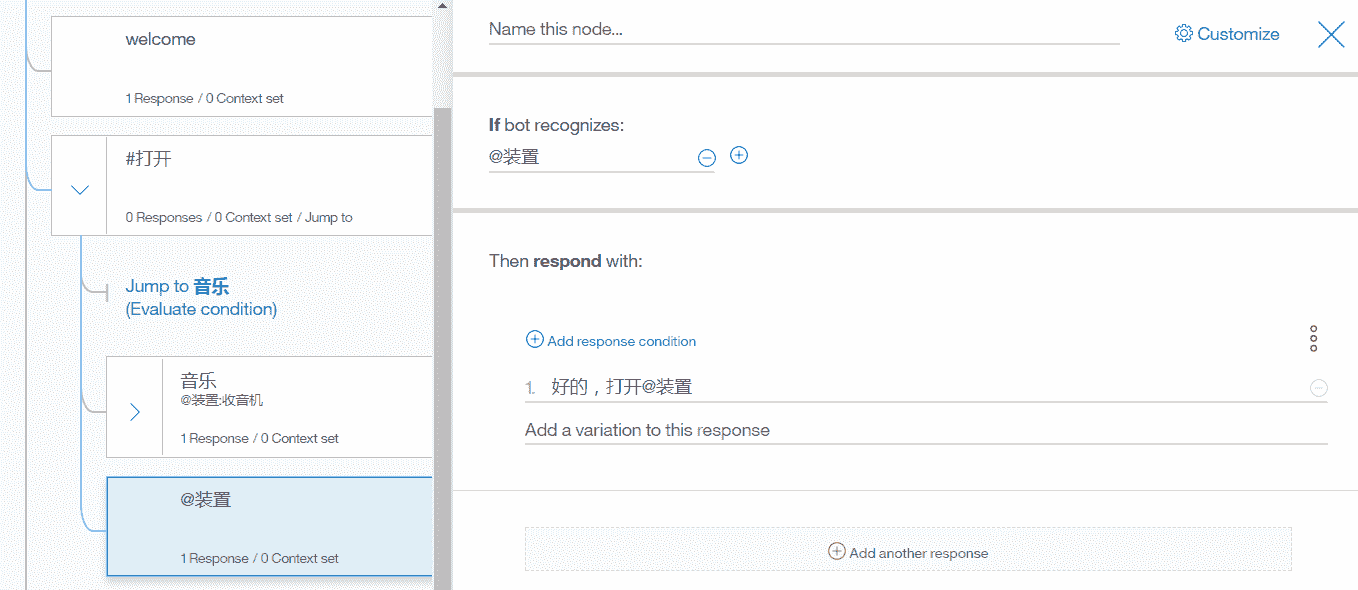 welcome
1 Response / 0 Context set
#打开
0 Responses / 0 Context set / Jump to
Jump to 音乐
(Evaluate condition)
音乐
@装置:收音机
1 Response / 0 Context set
@装置
1 Response / 0 Context set
Name this node...
Customize
If bot recognizes:
@装置
Then respond with:
Add response condition
1. 好的，打开@装置
Add a variation to this response
Add another response